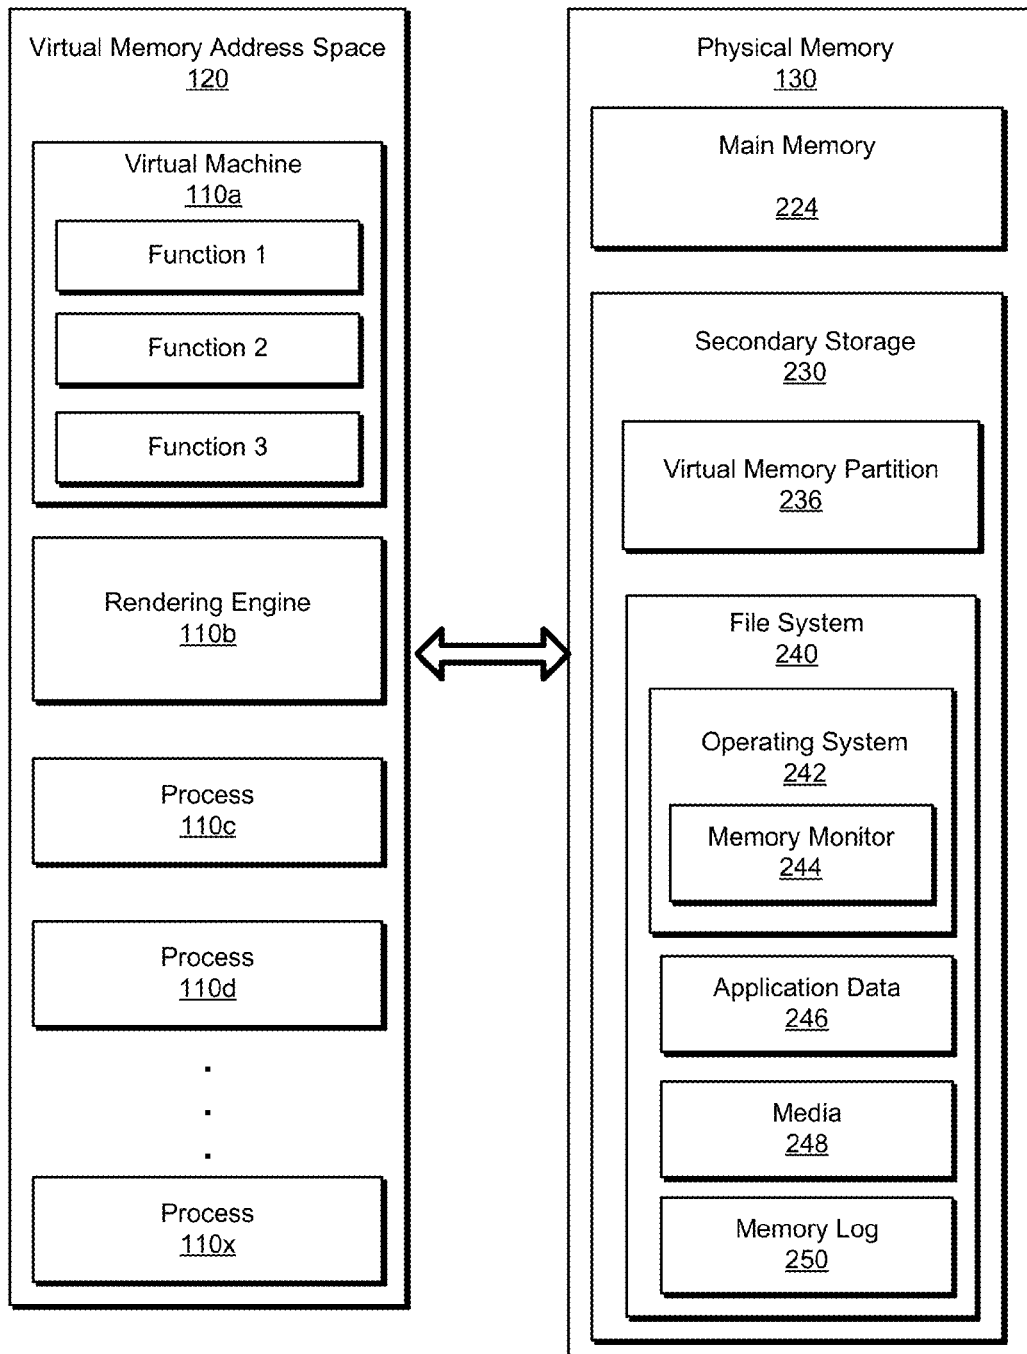 Virtual Memory Address Space
120
Virtual Machine
110a
Function 1
Function 2
Function 3
Rendering Engine
110b
Process
110c
Process
110d
.
.
.
Process
110x
Physical Memory
130
Main Memory
224
Secondary Storage
230
Virtual Memory Partition
236
File System
240
Operating System
242
Memory Monitor
244
Application Data
246
Media
248
Memory Log
250